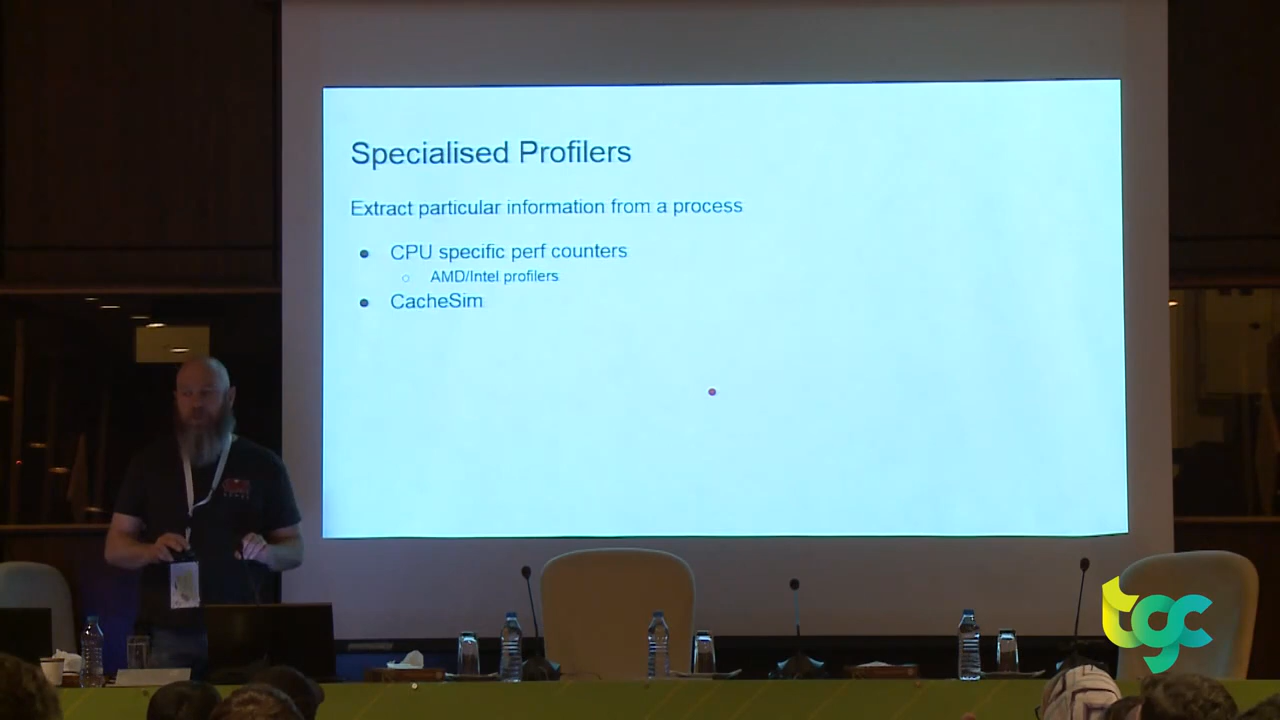 Specialised Profilers
Extract particular information from a process
CPU specific perf counters
AMD/Intel profilers
CacheSim
tgc